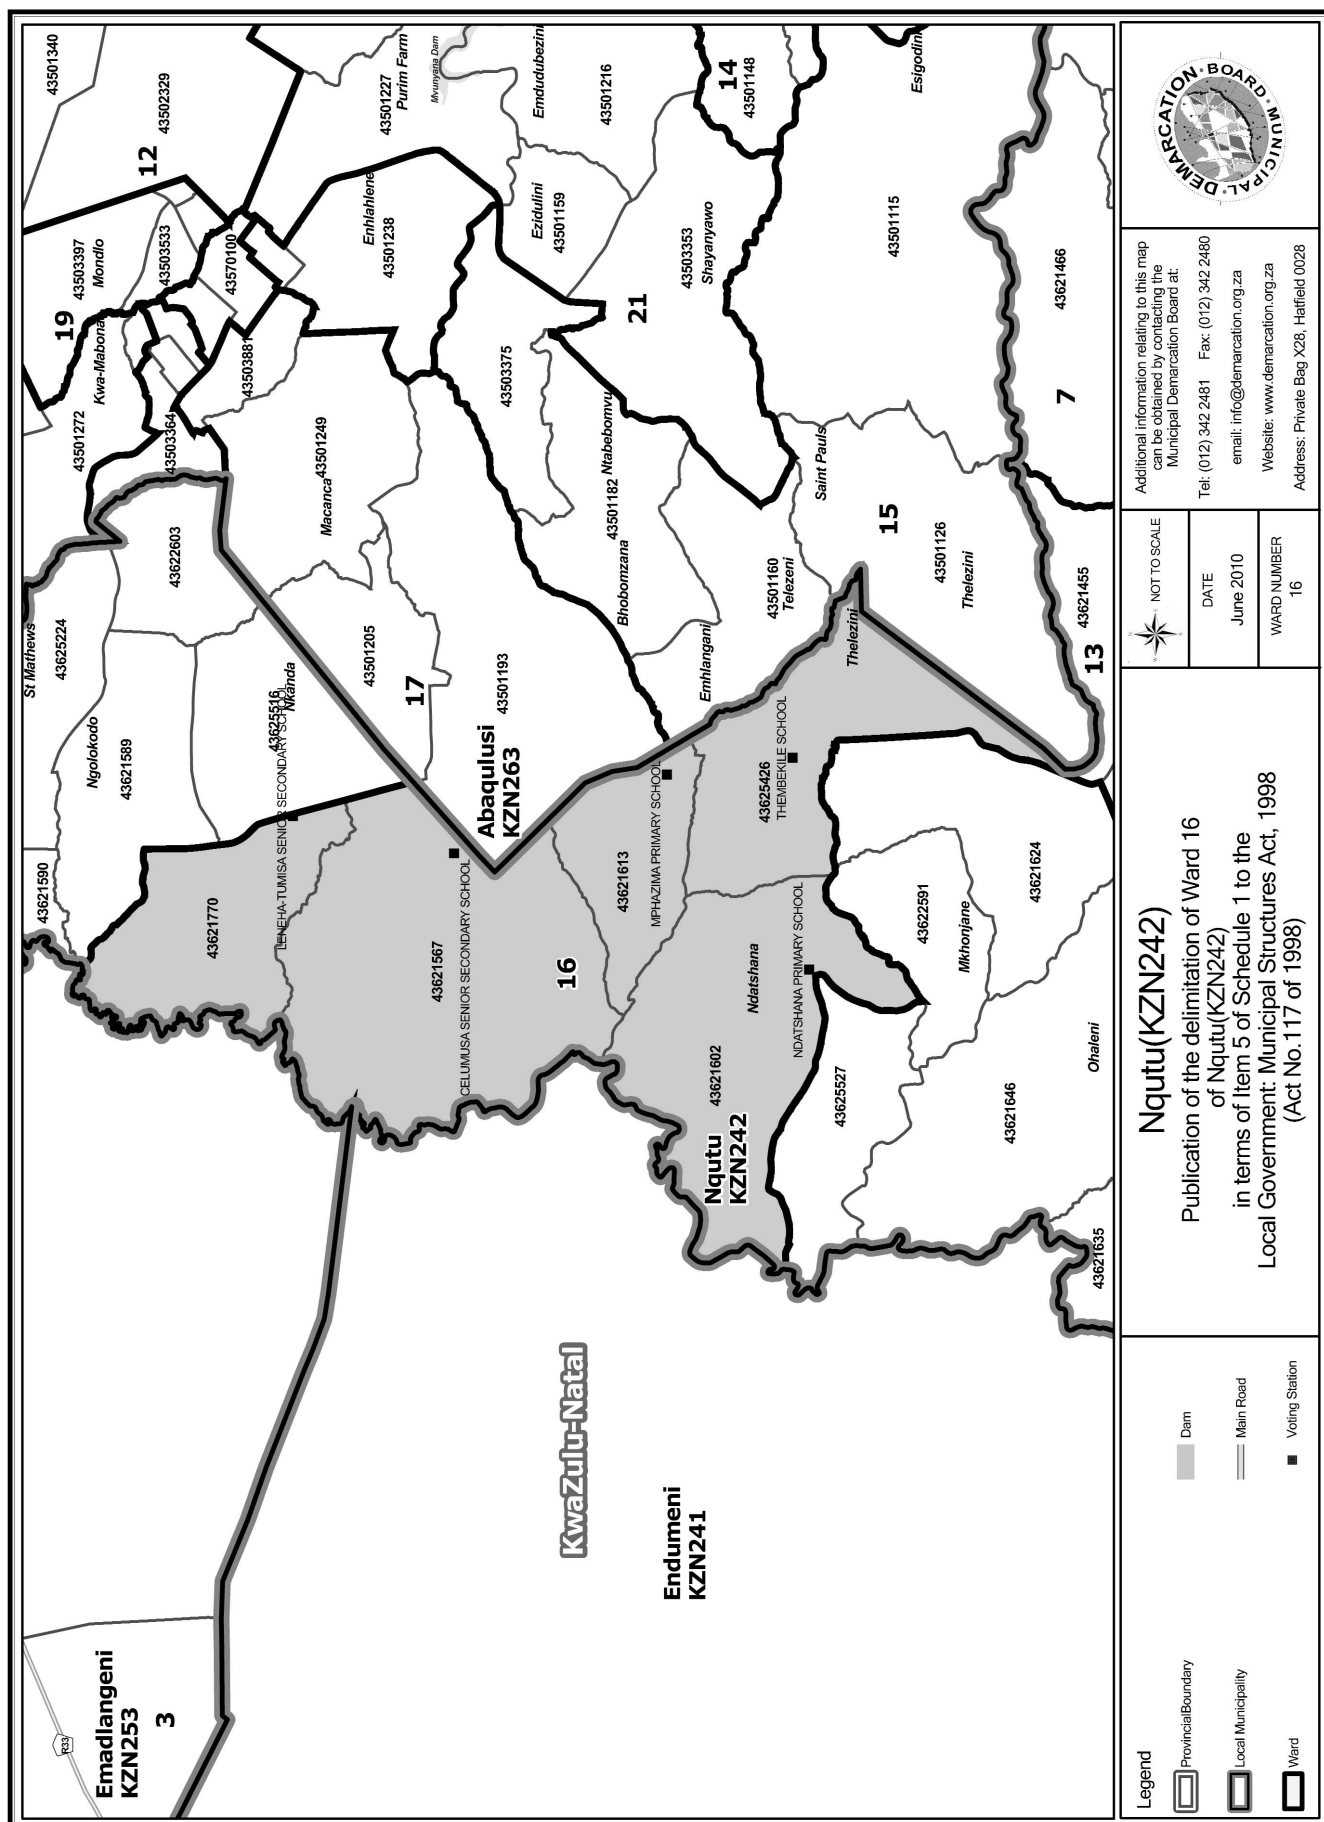 Emadlangeni
KZN253
3
R33
KwaZulu-Natal
Endumeni
KZN241
Nqutu
KZN242
Abaqulusi
KZN263
16
17
19
12
14
21
15
7
13
43621590
43621770
43621567
43621613
43621602
43625426
43625527
43621646
43621635
43622591
43621624
43621455
43621466
Ngolokodo
43621589
St Mathews
43625224
43622603
43625516
Nkanda
LENEHA-TUMISA SENIOR SECONDARY SCHOOL
CELUMUSA SENIOR SECONDARY SCHOOL
MPHAZIMA PRIMARY SCHOOL
THEMBEKILE SCHOOL
NDATSHANA PRIMARY SCHOOL
Ndatshana
Mkhonjane
Ohaleni
43501205
43501193
Macanca
43501249
43503364
43501272
Kwa-Mabona
43503881
43503397
Mondlo
43503533
43570100
43502329
43501340
Enhlahlene
43501238
43501227
Purim Farm
Mvunyana Dam
Emdudubezini
43501216
Ezidulini
43501159
43501148
Esigodini
43503353
Shayanyawo
43501115
43503375
43501182
Ntabebomvu
Bhobomzana
Emhlangani
43501160
Telezeni
Saint Pauls
Thelezini
43501126
Thelezini
Legend
ProvincialBoundary
Local Municipality
Ward
Dam
Main Road
Voting Station
Nqutu(KZN242)
Publication of the delimitation of Ward 16
of Nqutu(KZN242)
in terms of Item 5 of Schedule 1 to the
Local Government: Municipal Structures Act, 1998
(Act No.117 of 1998)
NOT TO SCALE
DATE
June 2010
WARD NUMBER
16
Additional information relating to this map
can be obtained by contacting the
Municipal Demarcation Board at:
Tel: (012) 342 2481 Fax: (012) 342 2480
email: info@demarcation.org.za
Website: www.demarcation.org.za
Address: Private Bag X28, Hatfield 0028
MUNICIPAL DEMARCATION BOARD